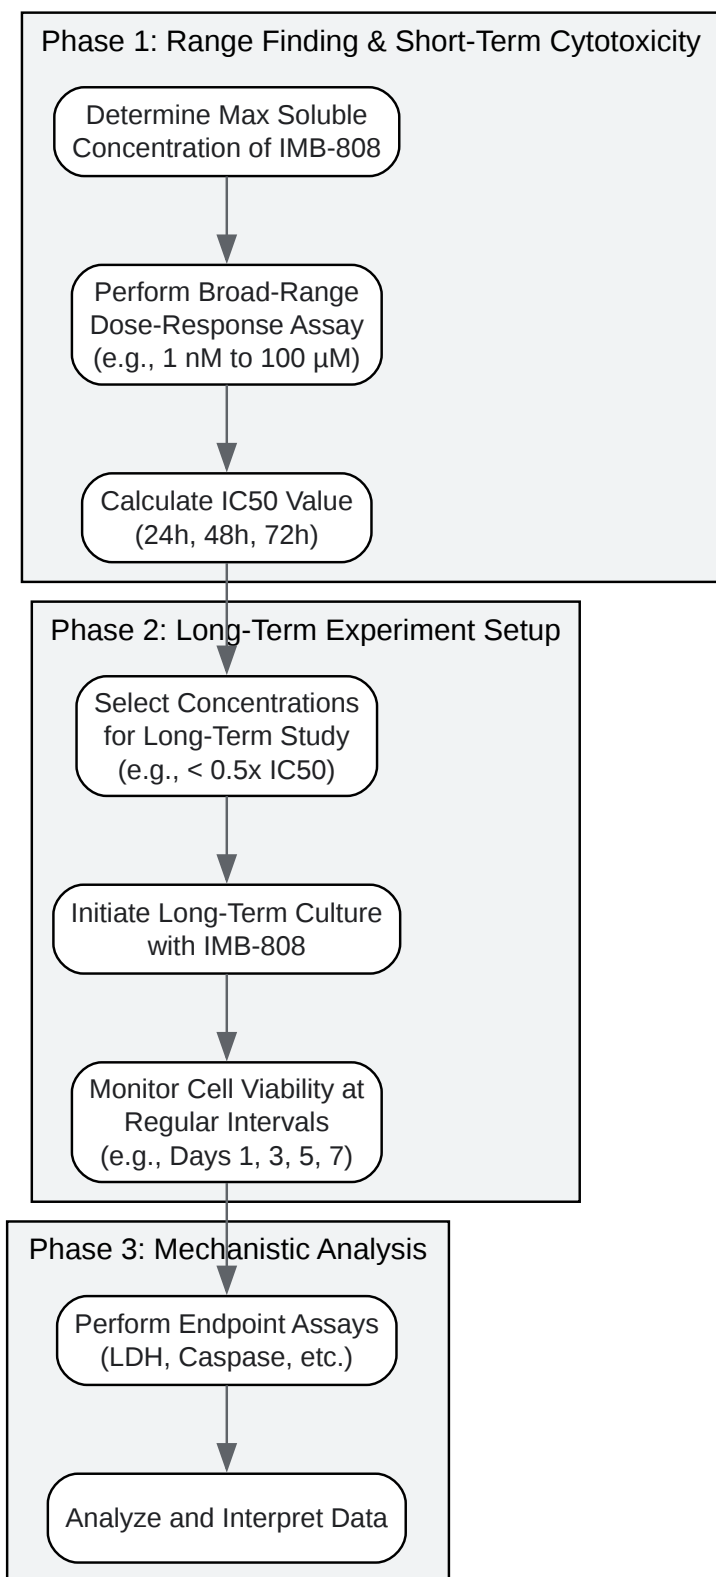 Phase 1: Range Finding & Short-Term Cytotoxicity
Determine Max Soluble
Concentration of IMB-808
Perform Broad-Range
Dose-Response Assay
(e.g., 1 nM to 100 µM)
Calculate IC50 Value
(24h, 48h, 72h)
Phase 2: Long-Term Experiment Setup
Select Concentrations
for Long-Term Study
(e.g., < 0.5x IC50)
Initiate Long-Term Culture
with IMB-808
Monitor Cell Viability at
Regular Intervals
(e.g., Days 1, 3, 5, 7)
Phase 3: Mechanistic Analysis
Perform Endpoint Assays
(LDH, Caspase, etc.)
Analyze and Interpret Data